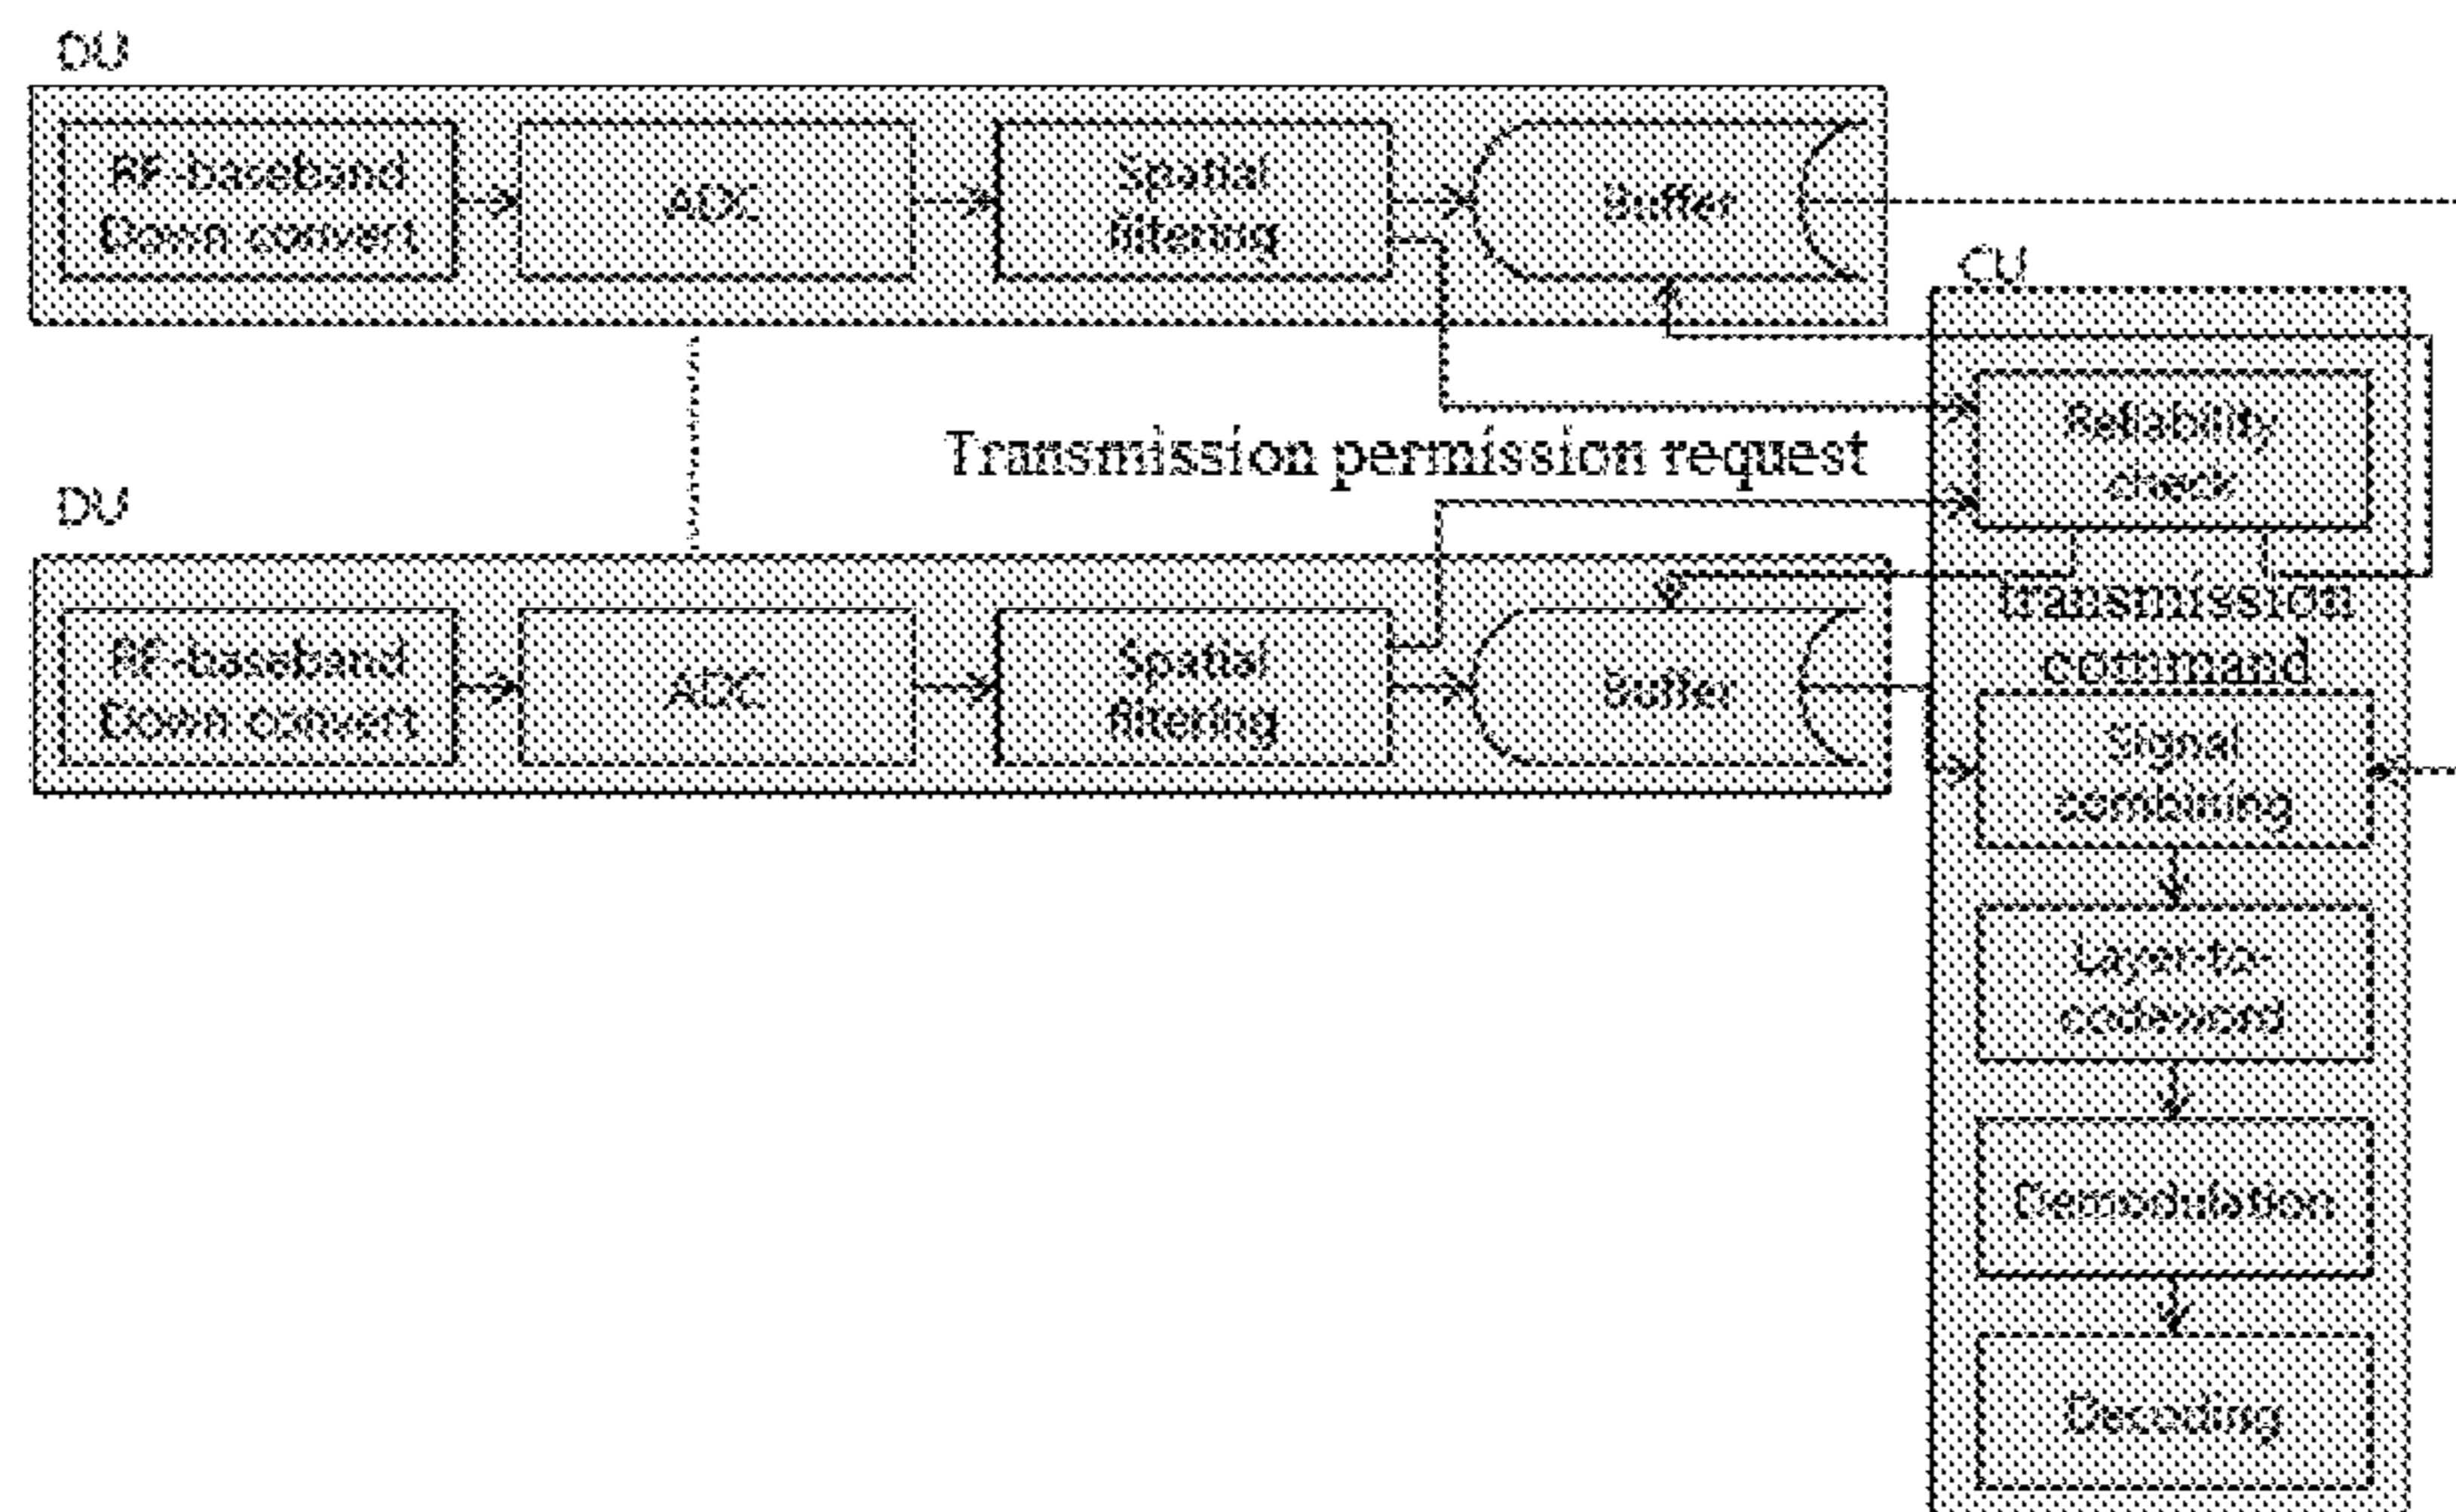 DU
RF-baseband
Down convert
ADC
Spatial
filtering
Buffer
CU
Reliability
check
Transmission permission request
DU
RF-baseband
Down convert
ADC
Spatial
filtering
Buffer
transmission
command
Signal
combining
Layer-to-
codeword
Demodulation
Decoding